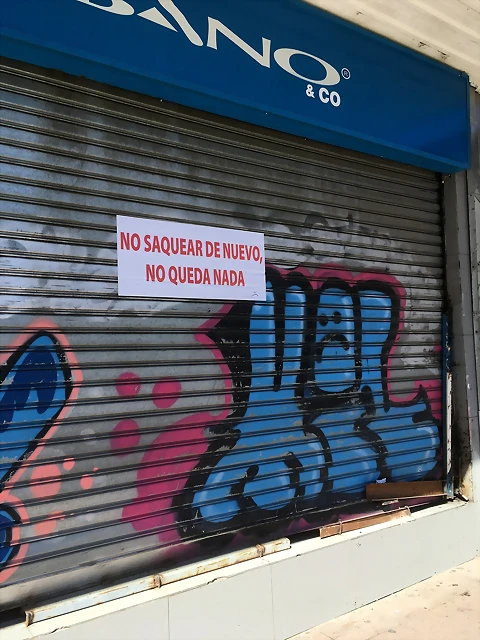 BANO
& CO
NO SAQUEAR DE NUEVO,
NO QUEDA NADA